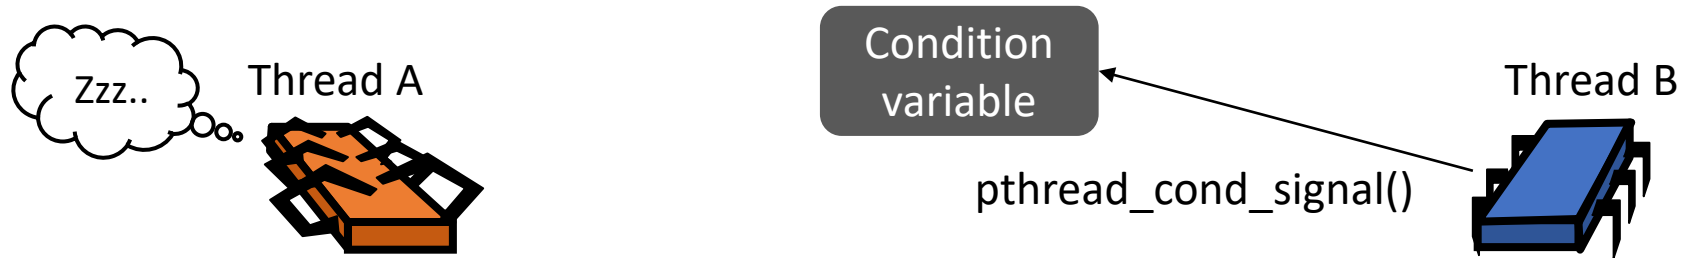 Zzz..
Thread A
Condition
variable
Thread B
pthread_cond_signal()